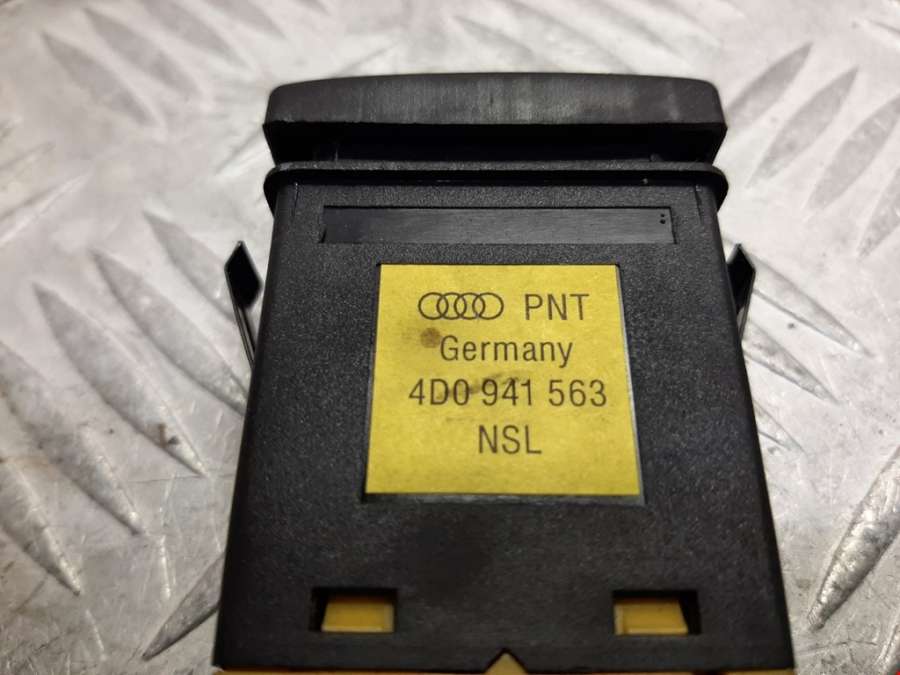 PNT
Germany
4D0 941 563
NSL